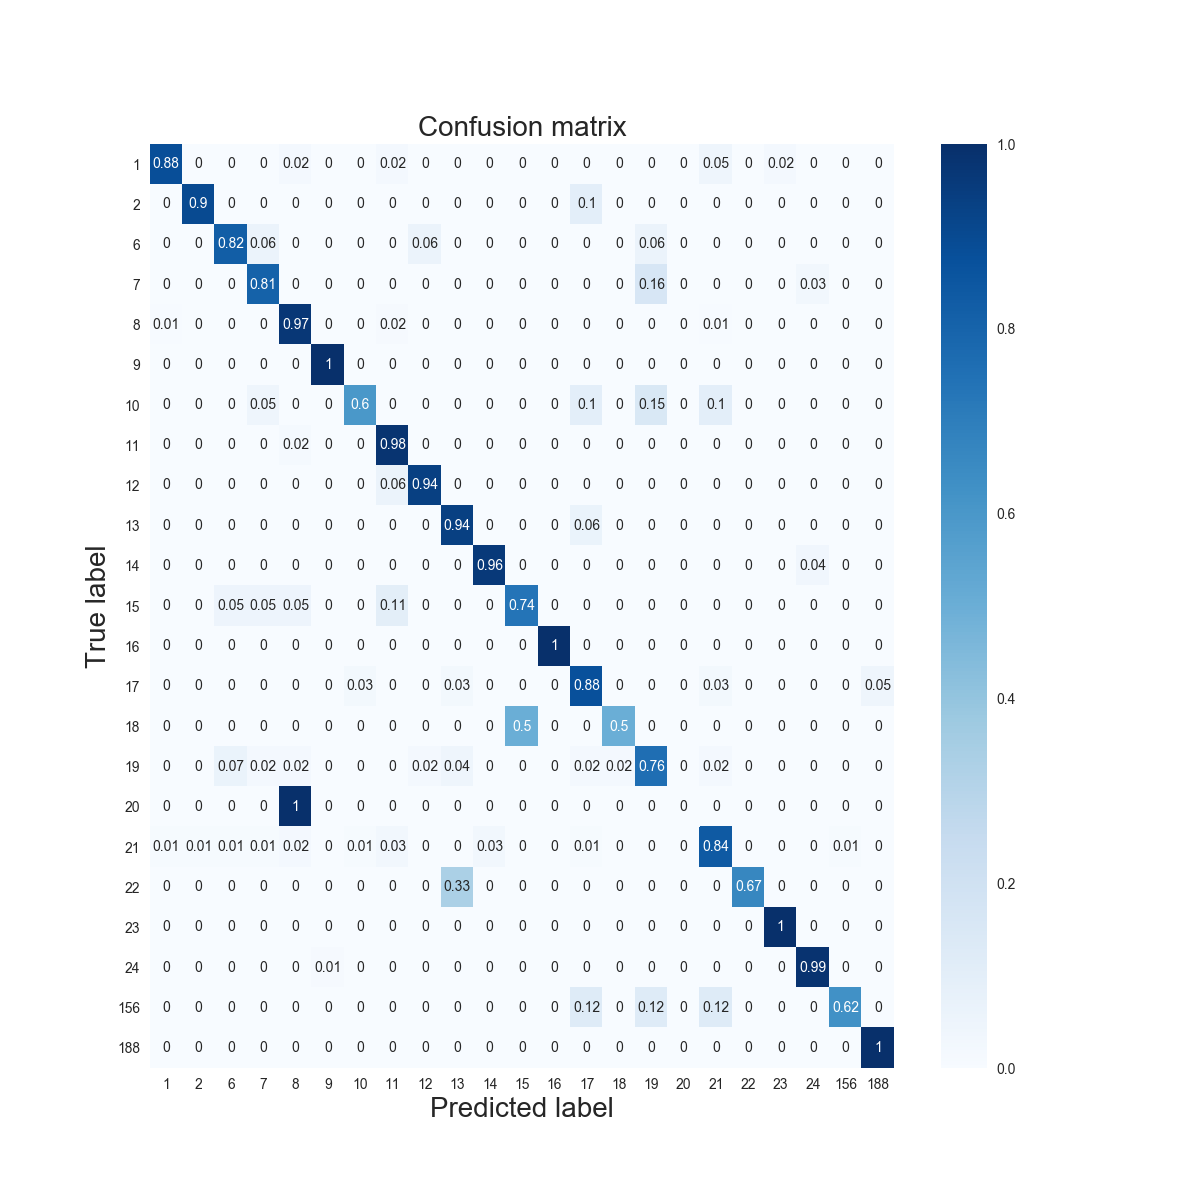 Confusion matrix
1 0.88 0 0 0 0.02 0 0 0.02 0 0 0 0 0 0 0 0 0 0.05 0 0.02 0 0 0 1.0
2 0 0.9 0 0 0 0 0 0 0 0 0 0 0 0.1 0 0 0 0 0 0 0 0 0
6 0 0 0.82 0.06 0 0 0 0 0.06 0 0 0 0 0 0 0.06 0 0 0 0 0 0 0
7 0 0 0 0.81 0 0 0 0 0 0 0 0 0 0 0 0.16 0 0 0 0 0.03 0 0
8 0.01 0 0 0 0.97 0 0 0.02 0 0 0 0 0 0 0 0 0 0.01 0 0 0 0 0 0.8
9 0 0 0 0 0 1 0 0 0 0 0 0 0 0 0 0 0 0 0 0 0 0 0
10 0 0 0 0.05 0 0 0.6 0 0 0 0 0 0 0.1 0 0.15 0 0.1 0 0 0 0 0
11 0 0 0 0 0.02 0 0 0.98 0 0 0 0 0 0 0 0 0 0 0 0 0 0 0
12 0 0 0 0 0 0 0 0.06 0.94 0 0 0 0 0 0 0 0 0 0 0 0 0 0
0.6
13 0 0 0 0 0 0 0 0 0 0.94 0 0 0 0.06 0 0 0 0 0 0 0 0 0
14 0 0 0 0 0 0 0 0 0 0 0.96 0 0 0 0 0 0 0 0 0 0.04 0 0
True label
15 0 0 0.05 0.05 0.05 0 0 0.11 0 0 0 0.74 0 0 0 0 0 0 0 0 0 0 0
16 0 0 0 0 0 0 0 0 0 0 0 0 1 0 0 0 0 0 0 0 0 0 0
17 0 0 0 0 0 0 0.03 0 0 0.03 0 0 0 0.88 0 0 0 0.03 0 0 0 0 0.05
0.4
18 0 0 0 0 0 0 0 0 0 0 0 0.5 0 0 0.5 0 0 0 0 0 0 0 0
19 0 0 0.07 0.02 0.02 0 0 0 0.02 0.04 0 0 0 0.02 0.02 0.76 0 0.02 0 0 0 0 0
20 0 0 0 0 1 0 0 0 0 0 0 0 0 0 0 0 0 0 0 0 0 0 0
21 0.01 0.01 0.01 0.01 0.02 0 0.01 0.03 0 0 0.03 0 0 0.01 0 0 0 0.84 0 0 0 0.01 0
22 0 0 0 0 0 0 0 0 0 0.33 0 0 0 0 0 0 0 0 0.67 0 0 0 0 0.2
23 0 0 0 0 0 0 0 0 0 0 0 0 0 0 0 0 0 0 0 1 0 0 0
24 0 0 0 0 0 0.01 0 0 0 0 0 0 0 0 0 0 0 0 0 0 0.99 0 0
156 0 0 0 0 0 0 0 0 0 0 0 0 0 0.12 0 0.12 0 0.12 0 0 0 0.62 0
188 0 0 0 0 0 0 0 0 0 0 0 0 0 0 0 0 0 0 0 0 0 0 1
0.0
1 2 6 7 8 9 10 11 12 13 14 15 16 17 18 19 20 21 22 23 24 156 188
Predicted label